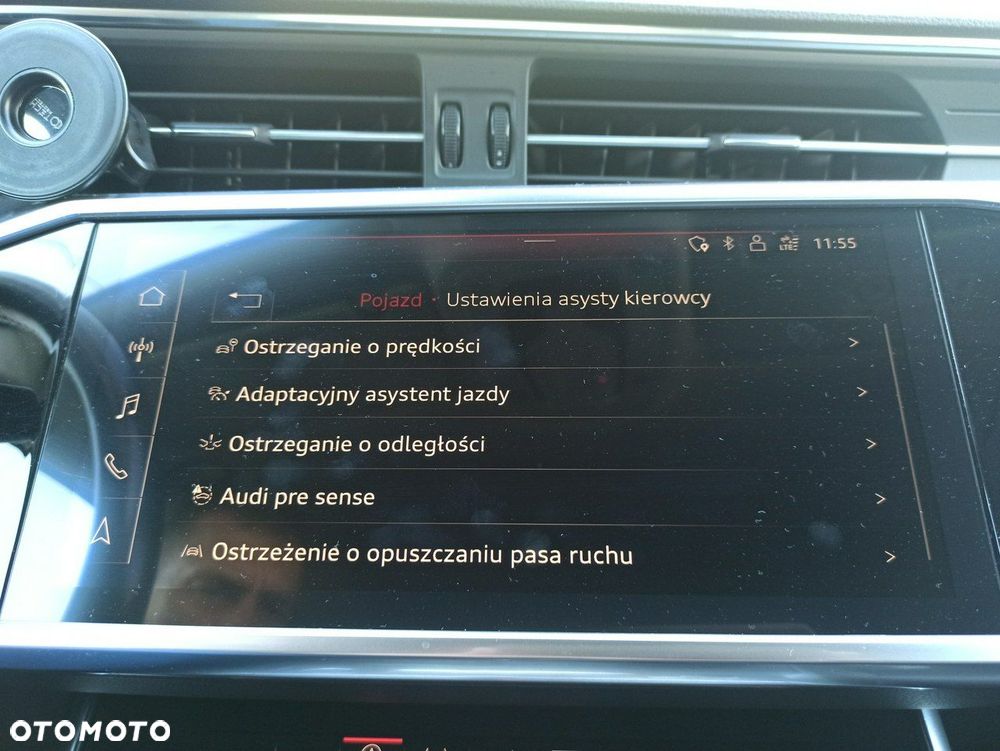 11:55
Pojazd · Ustawienia asysty kierowcy
Ostrzeganie o prędkości
Adaptacyjny asystent jazdy
Ostrzeganie o odległości
Audi pre sense
Ostrzeżenie o opuszczaniu pasa ruchu
OTOMOTO